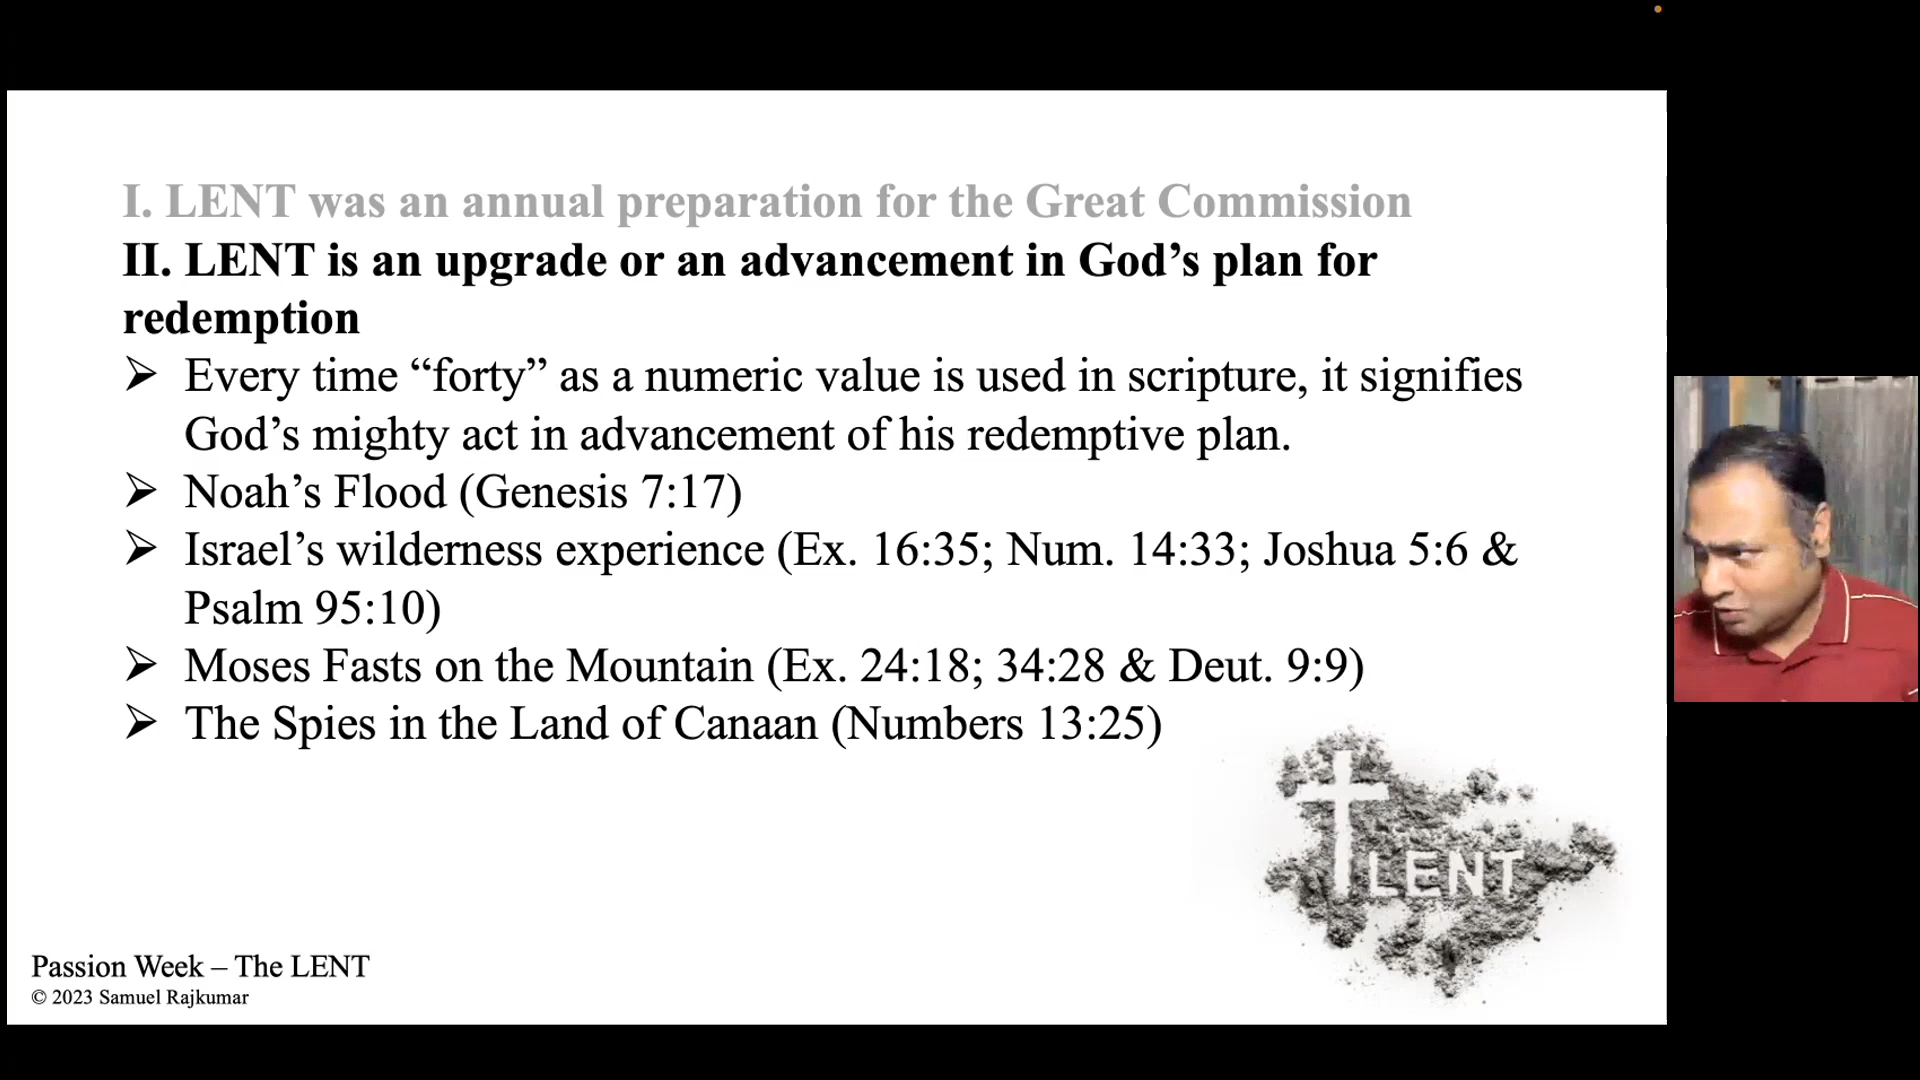 I. LENT was an annual preparation for the Great Commission
II. LENT is an upgrade or an advancement in God’s plan for
redemption
➢ Every time “forty” as a numeric value is used in scripture, it signifies
God’s mighty act in advancement of his redemptive plan.
➢ Noah’s Flood (Genesis 7:17)
➢ Israel’s wilderness experience (Ex. 16:35; Num. 14:33; Joshua 5:6 &
Psalm 95:10)
➢ Moses Fasts on the Mountain (Ex. 24:18; 34:28 & Deut. 9:9)
➢ The Spies in the Land of Canaan (Numbers 13:25)
LENT
Passion Week – The LENT
© 2023 Samuel Rajkumar